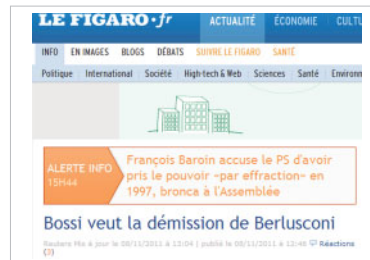 LE FIGARO·fr ACTUALITÉ ÉCONOMIE CULTU
INFO EN IMAGES BLOGS DÉBATS SUIVRE LE FIGARO SANTÉ
Politique International Société High-tech & Web Sciences Santé Environn
ALERTE INFO
15H44
François Baroin accuse le PS d'avoir
pris le pouvoir «par effraction» en
1997, bronca à l'Assemblée
Bossi veut la démission de Berlusconi
Mis à jour le 08/11/2011 à 13:04 | publié le 08/11/2011 à 12:48 Réactions
(3)